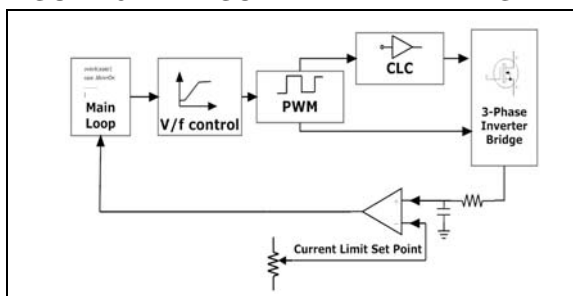 Main
Loop
V/f control
PWM
CLC
3-Phase
Inverter
Bridge
+
−
Current Limit Set Point